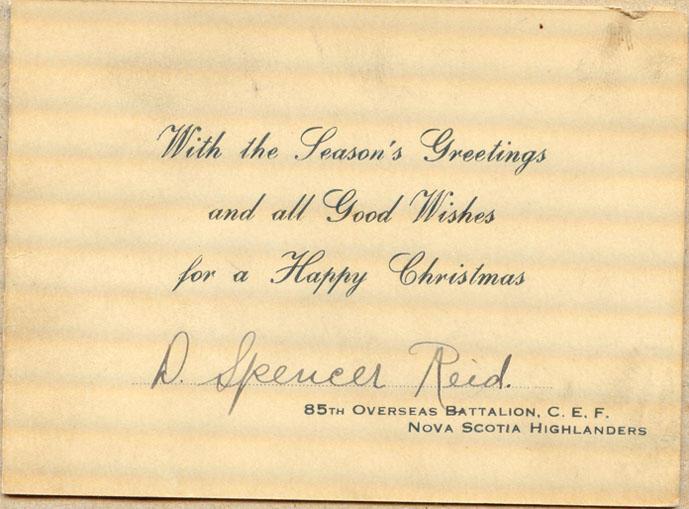 With the Season's Greetings
and all Good Wishes
for a Happy Christmas
D. Spencer Reid.
85TH OVERSEAS BATTALION, C. E. F.
NOVA SCOTIA HIGHLANDERS